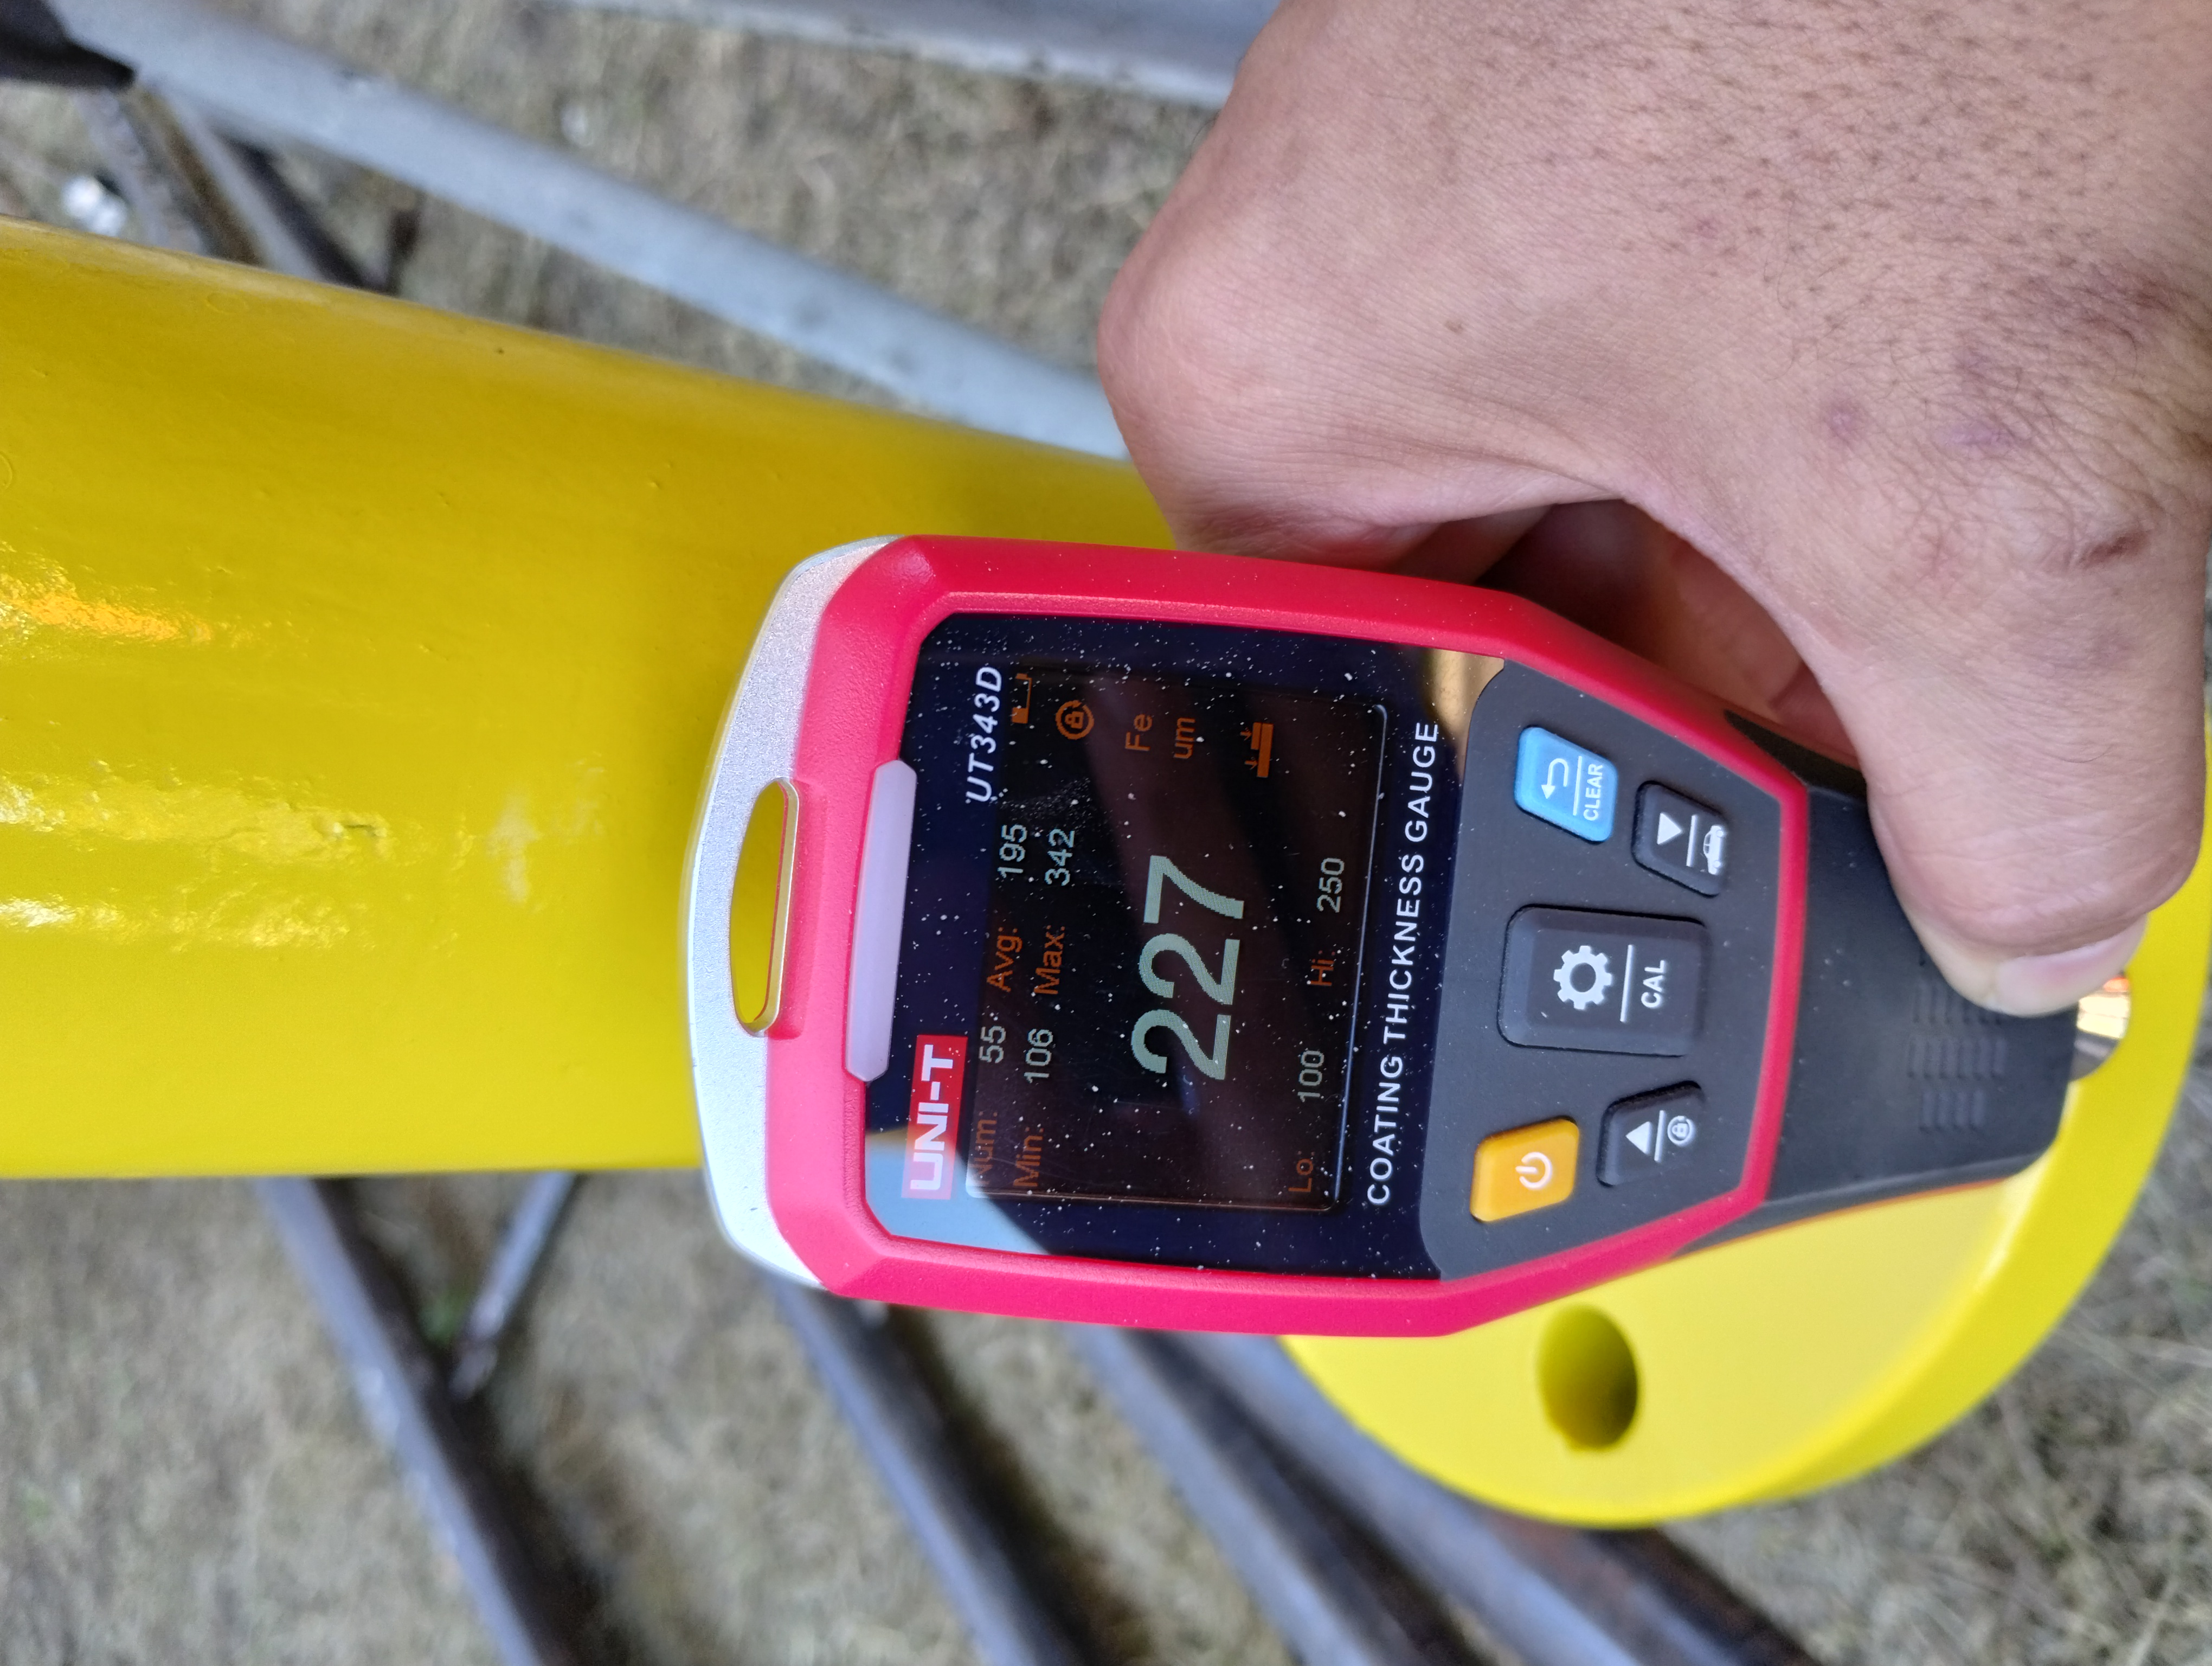 UNI-T
UT343D
Num: 55 Avg: 195
Min: 106 Max: 342
Fe
227
um
Lo: 100 Hi: 250
COATING THICKNESS GAUGE
CLEAR
CAL